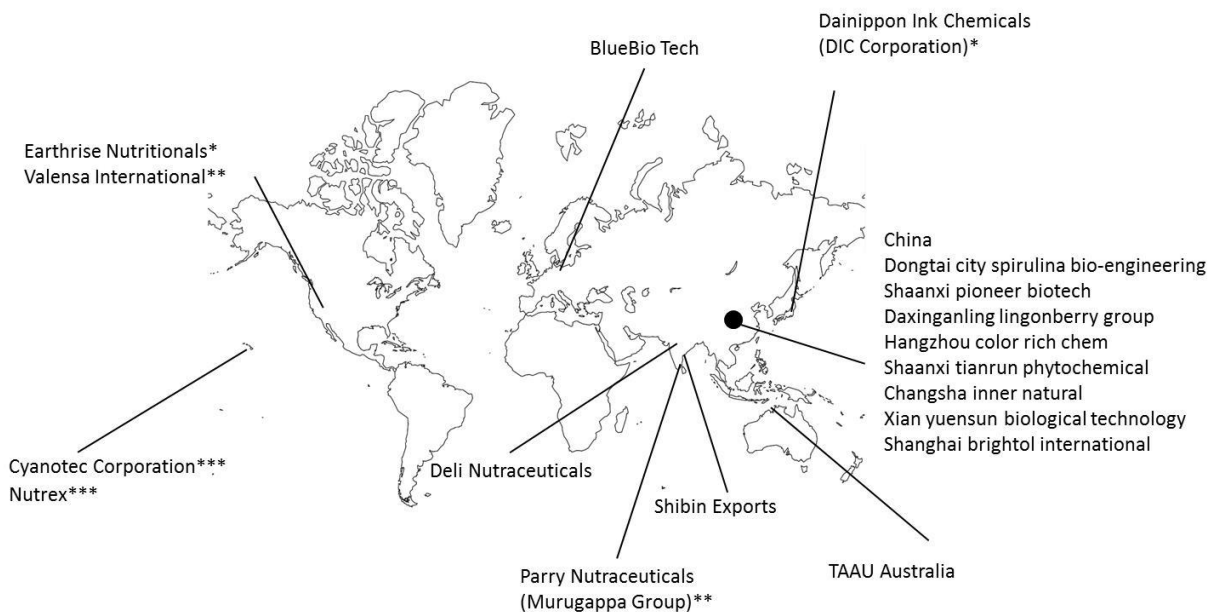 Dainippon Ink Chemicals
(DIC Corporation)*
BlueBio Tech
Earthrise Nutritionals*
Valensa International**
China
Dongtai city spirulina bio-engineering
Shaanxi pioneer biotech
Daxinganling lingonberry group
Hangzhou color rich chem
Shaanxi tianrun phytochemical
Changsha inner natural
Xian yuensun biological technology
Shanghai brightol international
Cyanotec Corporation***
Nutrex***
Deli Nutraceuticals
Shibin Exports
Parry Nutraceuticals
(Murugappa Group)**
TAAU Australia